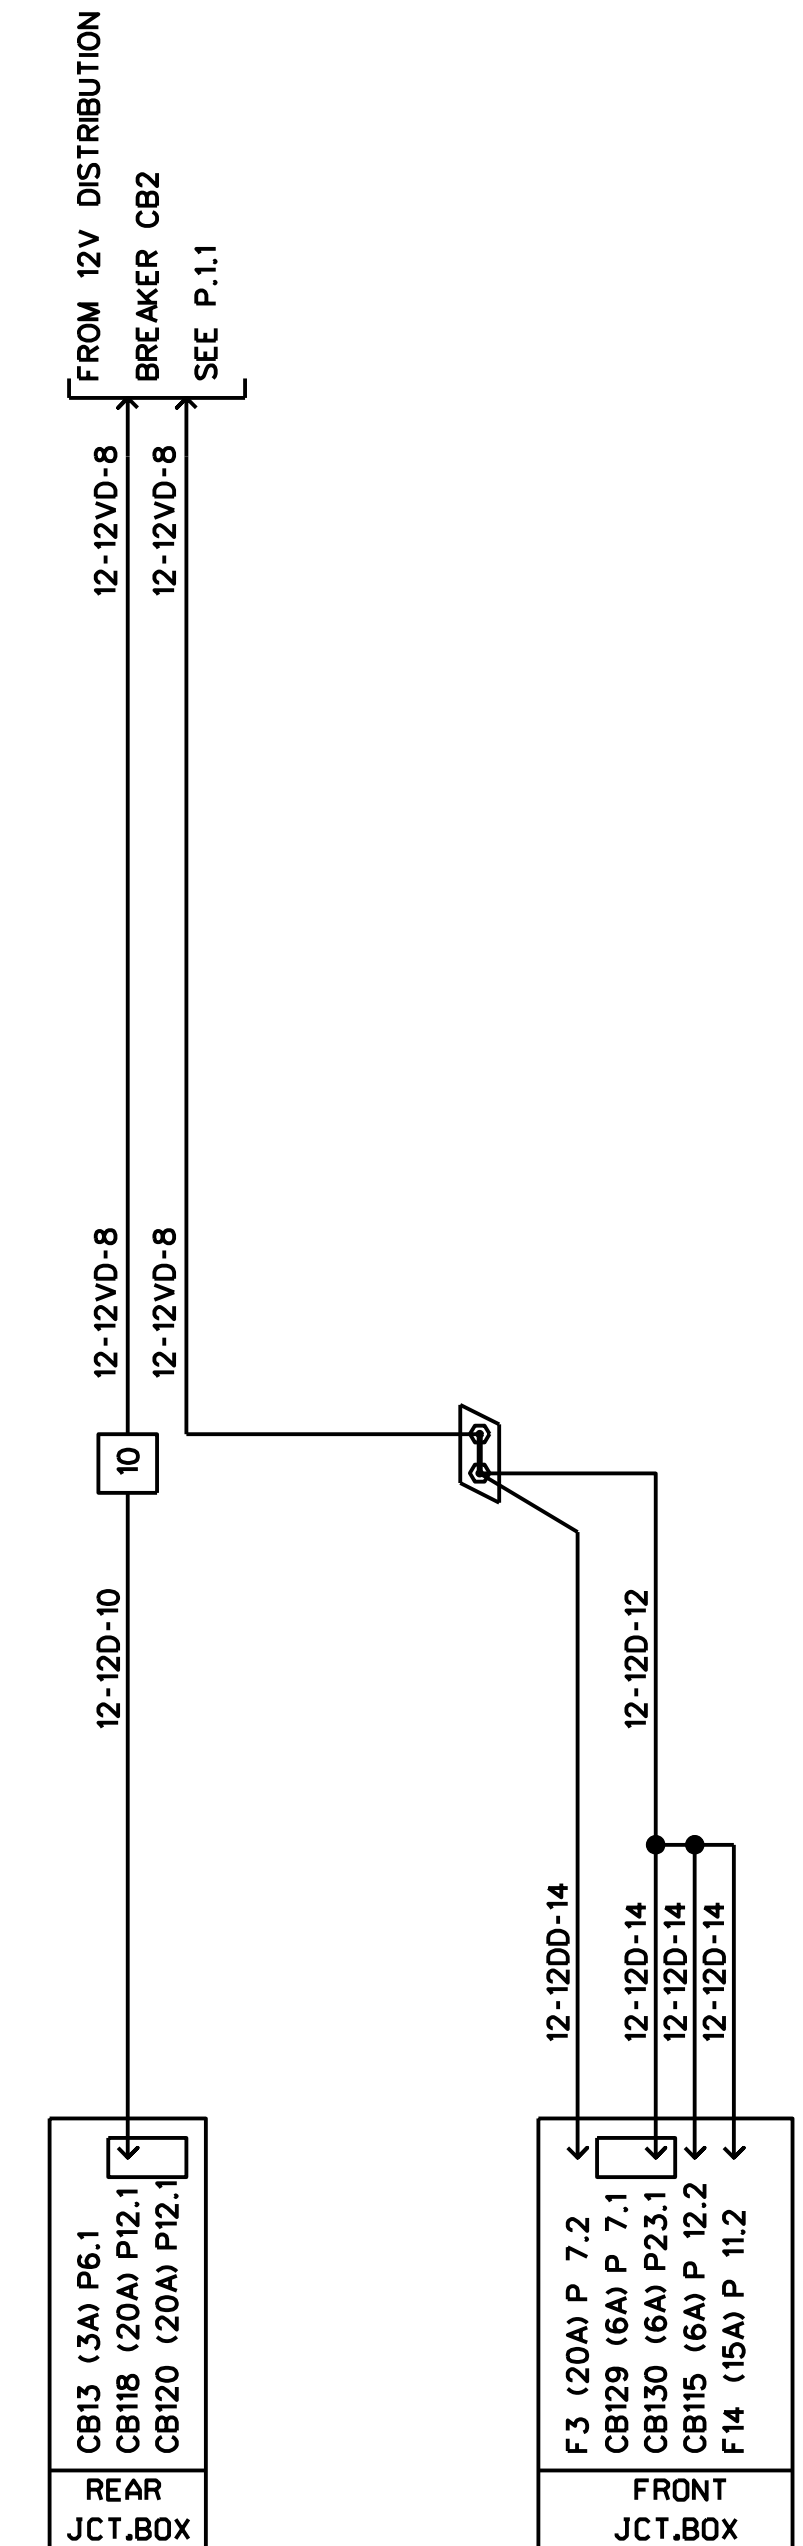 FROM 12V DISTRIBUTION
BREAKER CB2
SEE P.1.1
12-12VD-8
12-12VD-8
12-12VD-8
12-12VD-8
10
12-12D-10
12-12D-12
12-12DD-14
12-12D-14
12-12D-14
12-12D-14
CB13 (3A) P6.1
CB118 (20A) P12.1
CB120 (20A) P12.1
REAR
JCT.BOX
F3 (20A) P 7.2
CB129 (6A) P 7.1
CB130 (6A) P23.1
CB115 (6A) P 12.2
F14 (15A) P 11.2
FRONT
JCT.BOX